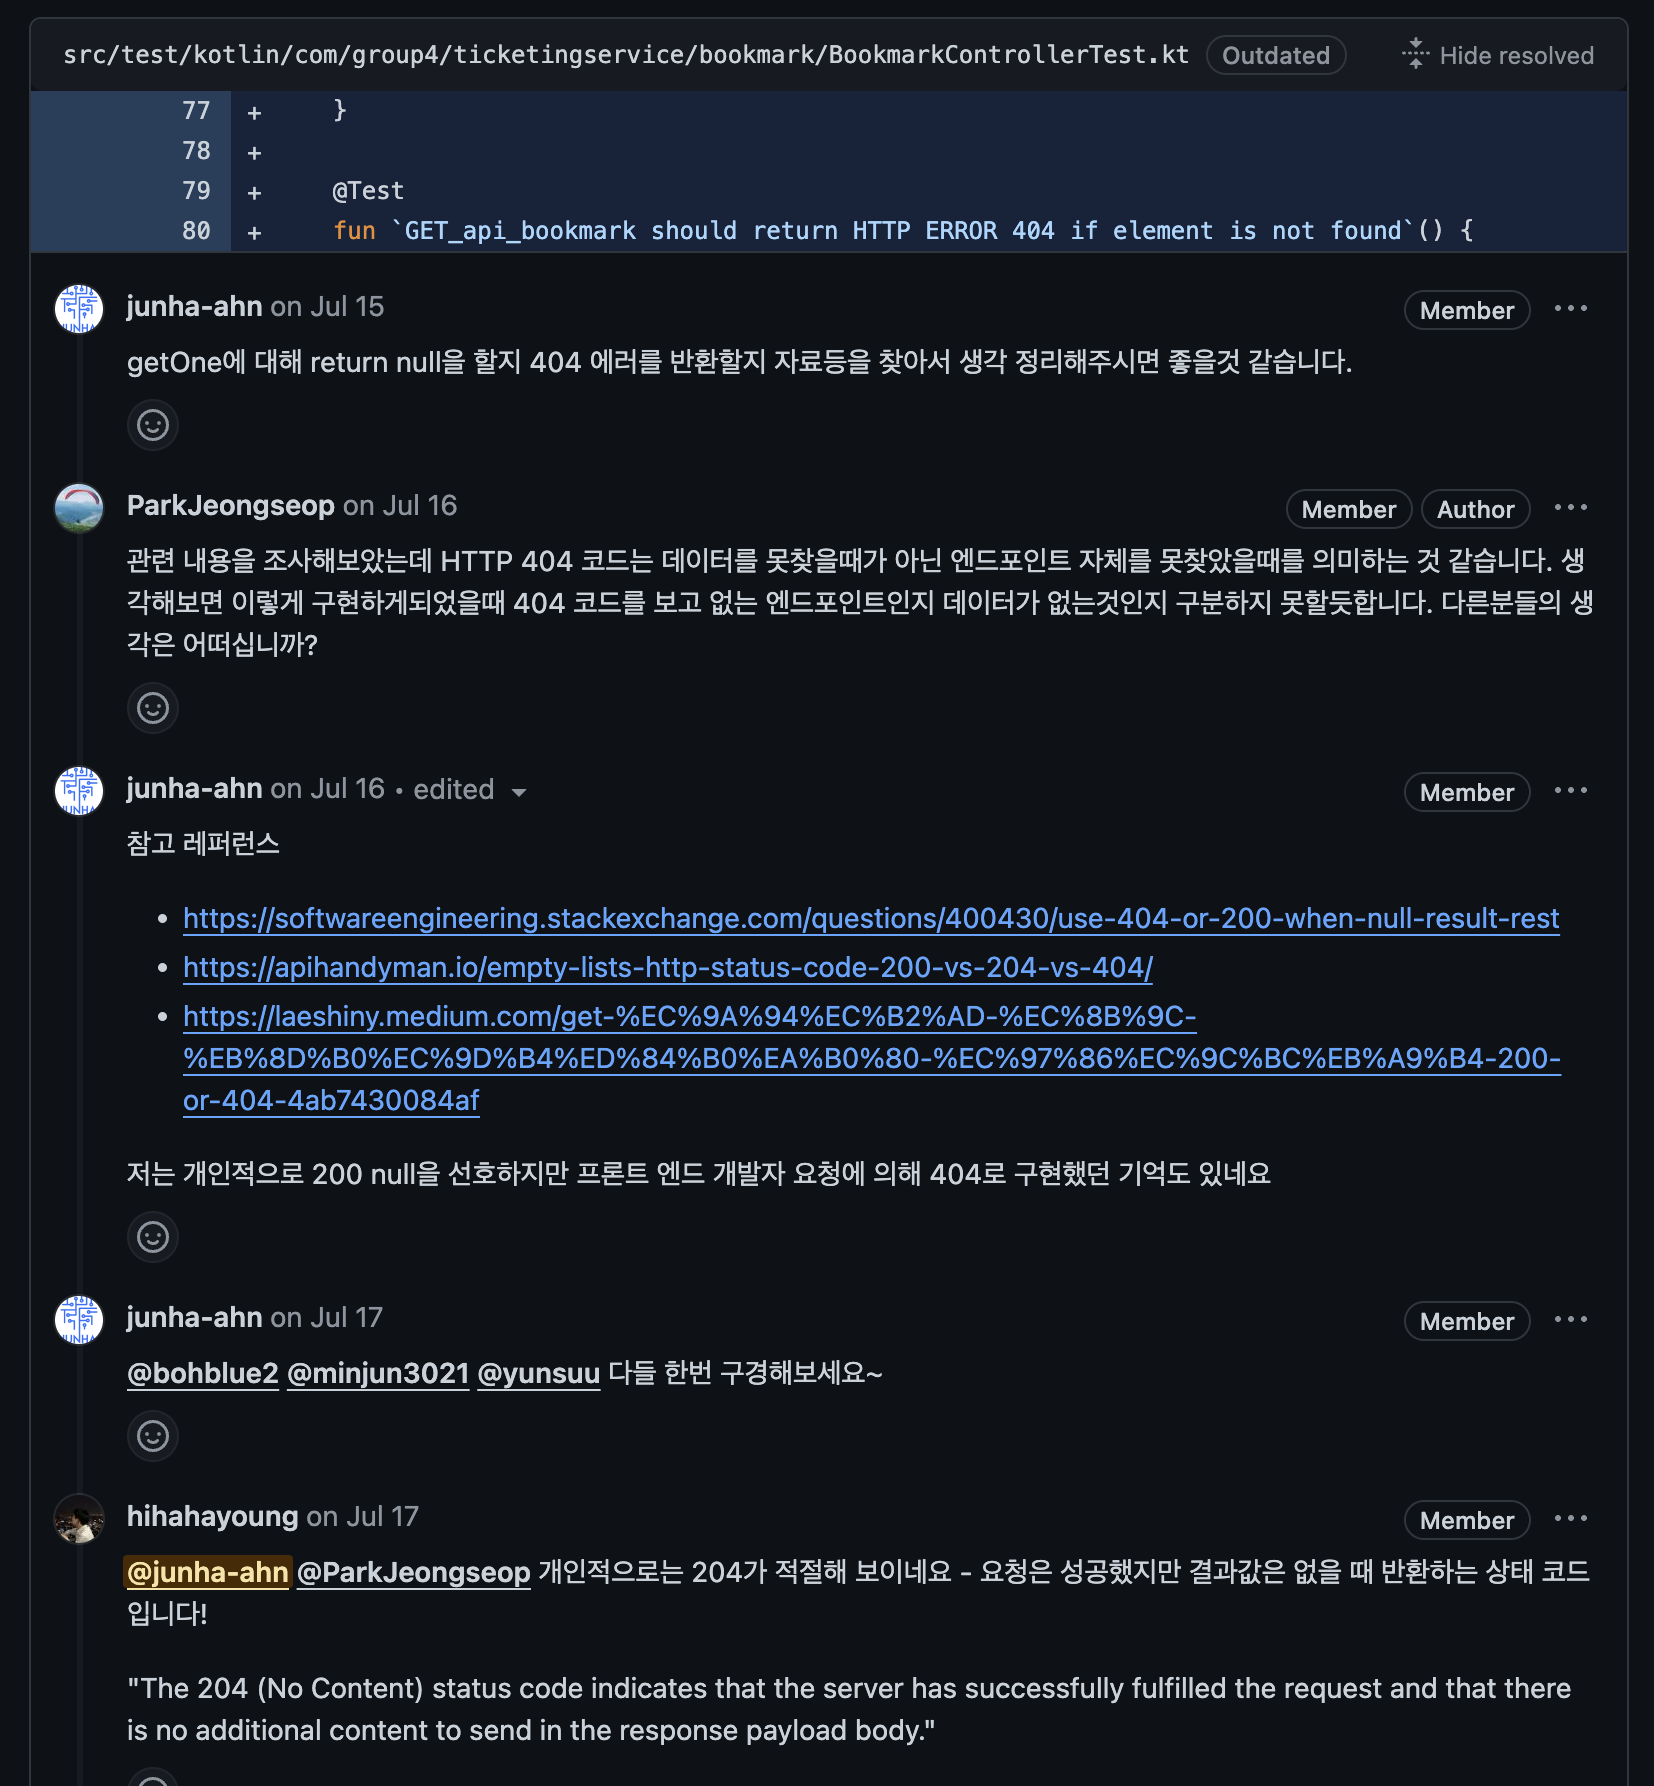 src/test/kotlin/com/group4/ticketingservice/bookmark/BookmarkControllerTest.kt Outdated Hide resolved
77 + }
78 +
79 + @Test
80 + fun `GET_api_bookmark should return HTTP ERROR 404 if element is not found`() {
junha-ahn on Jul 15 Member
getOne에 대해 return null을 할지 404 에러를 반환할지 자료등을 찾아서 생각 정리해주시면 좋을것 같습니다.
ParkJeongseop on Jul 16 Member Author
관련 내용을 조사해보았는데 HTTP 404 코드는 데이터를 못찾을때가 아닌 엔드포인트 자체를 못찾았을때를 의미하는 것 같습니다. 생
각해보면 이렇게 구현하게되었을때 404 코드를 보고 없는 엔드포인트인지 데이터가 없는것인지 구분하지 못할듯합니다. 다른분들의 생
각은 어떠십니까?
junha-ahn on Jul 16 • edited Member
참고 레퍼런스
• https://softwareengineering.stackexchange.com/questions/400430/use-404-or-200-when-null-result-rest
• https://apihandyman.io/empty-lists-http-status-code-200-vs-204-vs-404/
• https://laeshiny.medium.com/get-%EC%9A%94%EC%B2%AD-%EC%8B%9C-
%EB%8D%B0%EC%9D%B4%ED%84%B0%EA%B0%80-%EC%97%86%EC%9C%BC%EB%A9%B4-200-
or-404-4ab7430084af
저는 개인적으로 200 null을 선호하지만 프론트 엔드 개발자 요청에 의해 404로 구현했던 기억도 있네요
junha-ahn on Jul 17 Member
@bohblue2 @minjun3021 @yunsuu 다들 한번 구경해보세요~
hihahayoung on Jul 17 Member
@junha-ahn @ParkJeongseop 개인적으로는 204가 적절해 보이네요 - 요청은 성공했지만 결과값은 없을 때 반환하는 상태 코드
입니다!
"The 204 (No Content) status code indicates that the server has successfully fulfilled the request and that there
is no additional content to send in the response payload body."